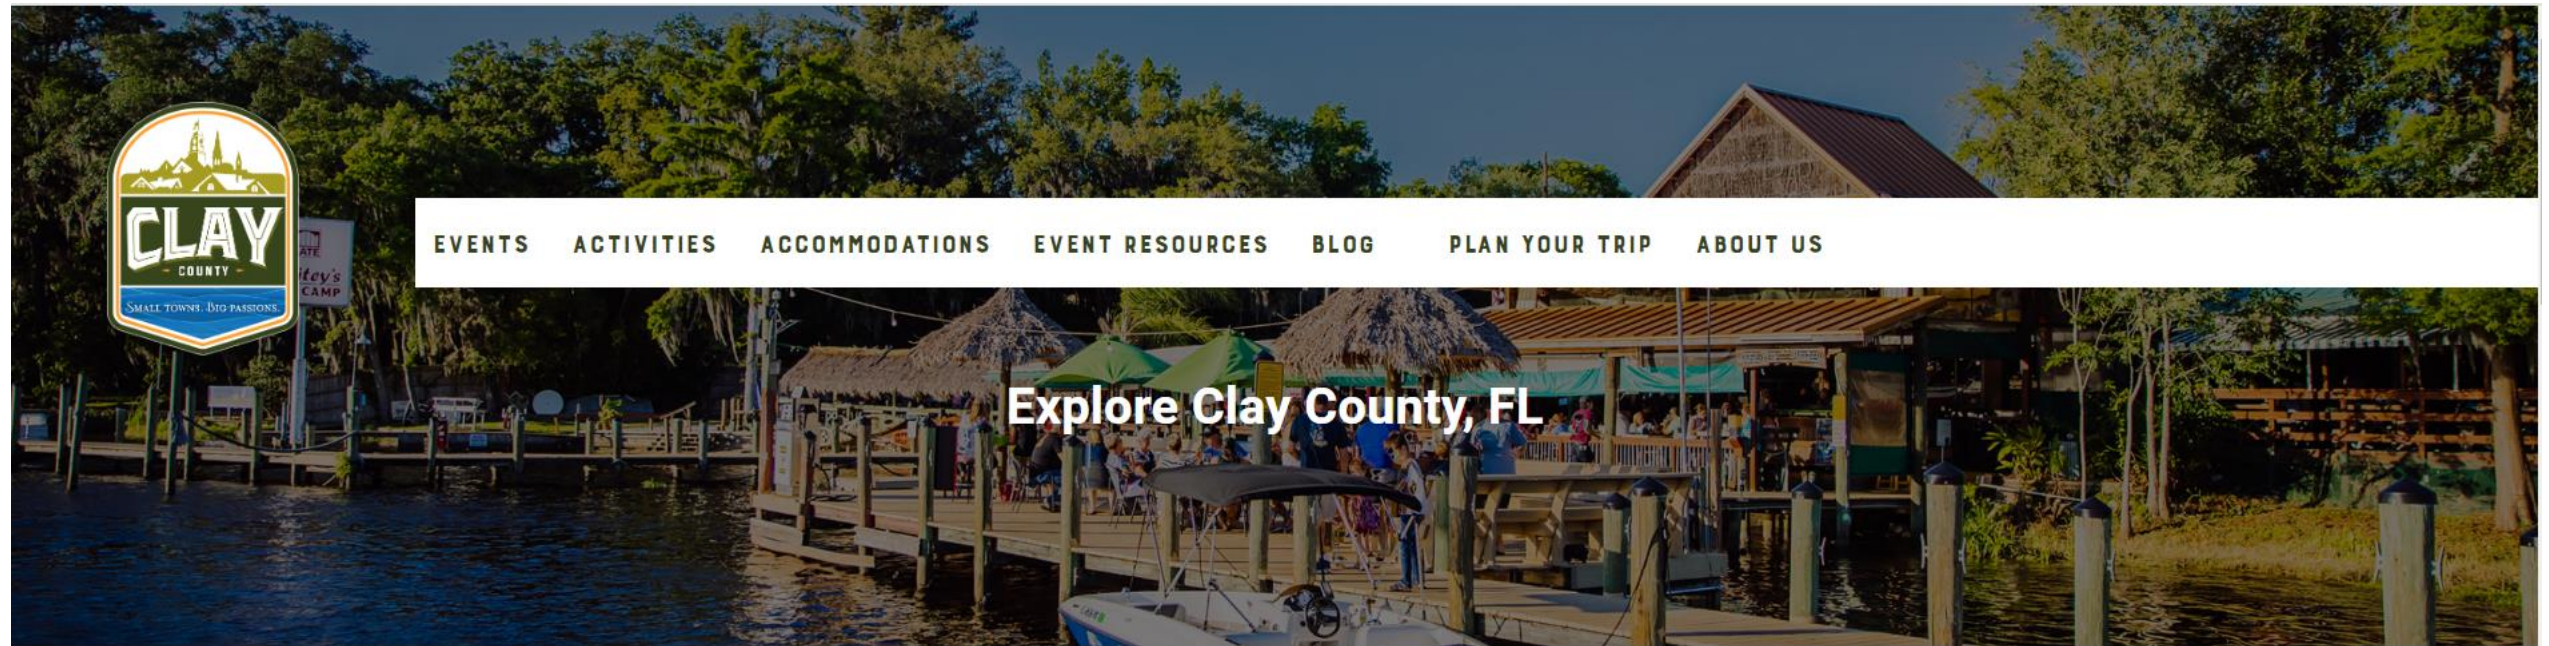 CLAY
COUNTY
SMALL TOWNS. BIG PASSIONS.
EVENTS ACTIVITIES ACCOMMODATIONS EVENT RESOURCES BLOG PLAN YOUR TRIP ABOUT US
CAMP
Explore Clay County, FL